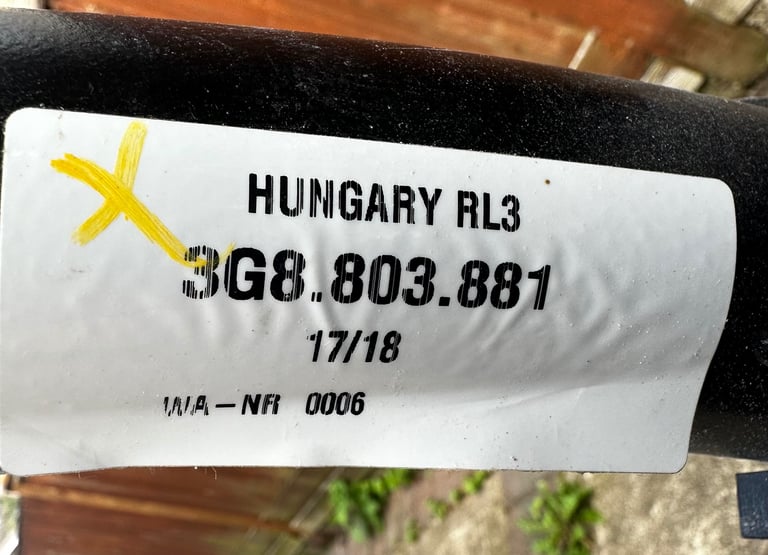 HUNGARY RL3
3G8.803.881
17/18
WA-NR 0006